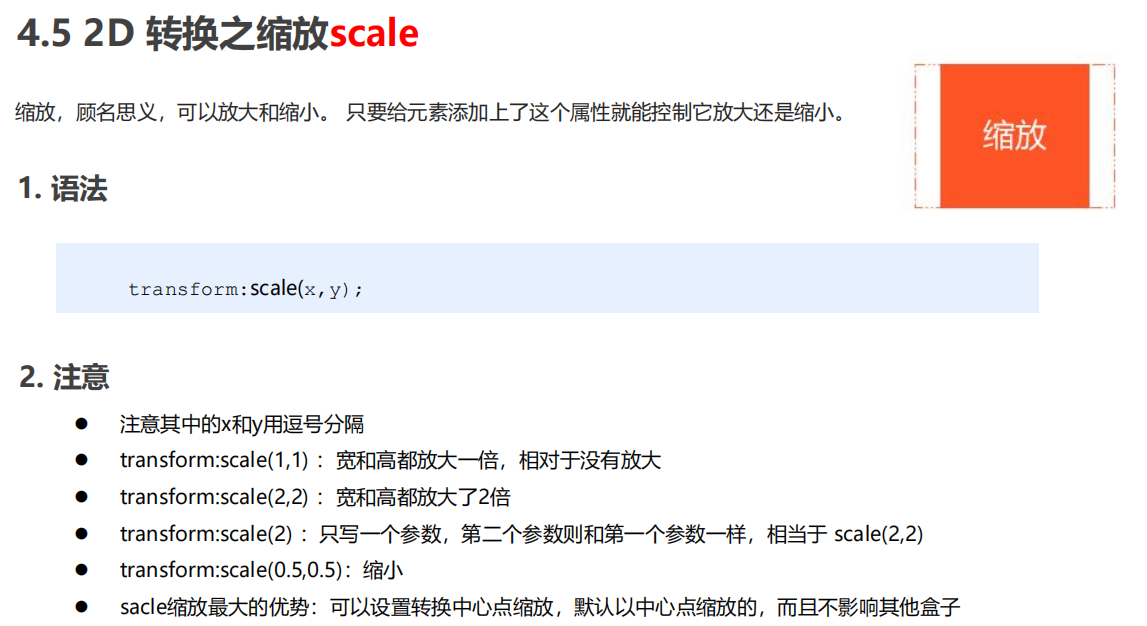 4.5 2D 转换之缩放scale
缩放，顾名思义，可以放大和缩小。 只要给元素添加上了这个属性就能控制它放大还是缩小。
缩放
1. 语法
transform:scale(x,y);
2. 注意
● 注意其中的x和y用逗号分隔
● transform:scale(1,1) ：宽和高都放大一倍，相对于没有放大
● transform:scale(2,2) ：宽和高都放大了2倍
● transform:scale(2) ：只写一个参数，第二个参数则和第一个参数一样，相当于 scale(2,2)
● transform:scale(0.5,0.5)：缩小
● sacle缩放最大的优势：可以设置转换中心点缩放，默认以中心点缩放的，而且不影响其他盒子